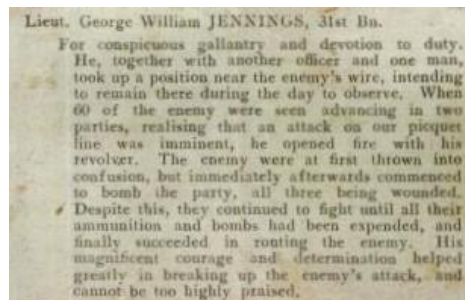 Lieut. George William JENNINGS, 31st Bn.
For conspicuous gallantry and devotion to duty.
He, together with another officer and one man,
took up a position near the enemy's wire, intending
to remain there during the day to observe. When
60 of the enemy were seen advancing in two
parties, realising that an attack on our picquet
line was imminent, he opened fire with his
revolver. The enemy were at first thrown into
confusion, but immediately afterwards commenced
to bomb the party, all three being wounded.
Despite this, they continued to fight until all their
ammunition and bombs had been expended, and
finally succeeded in routing the enemy. His
magnificent courage and determination helped
greatly in breaking up the enemy's attack, and
cannot be too highly praised.